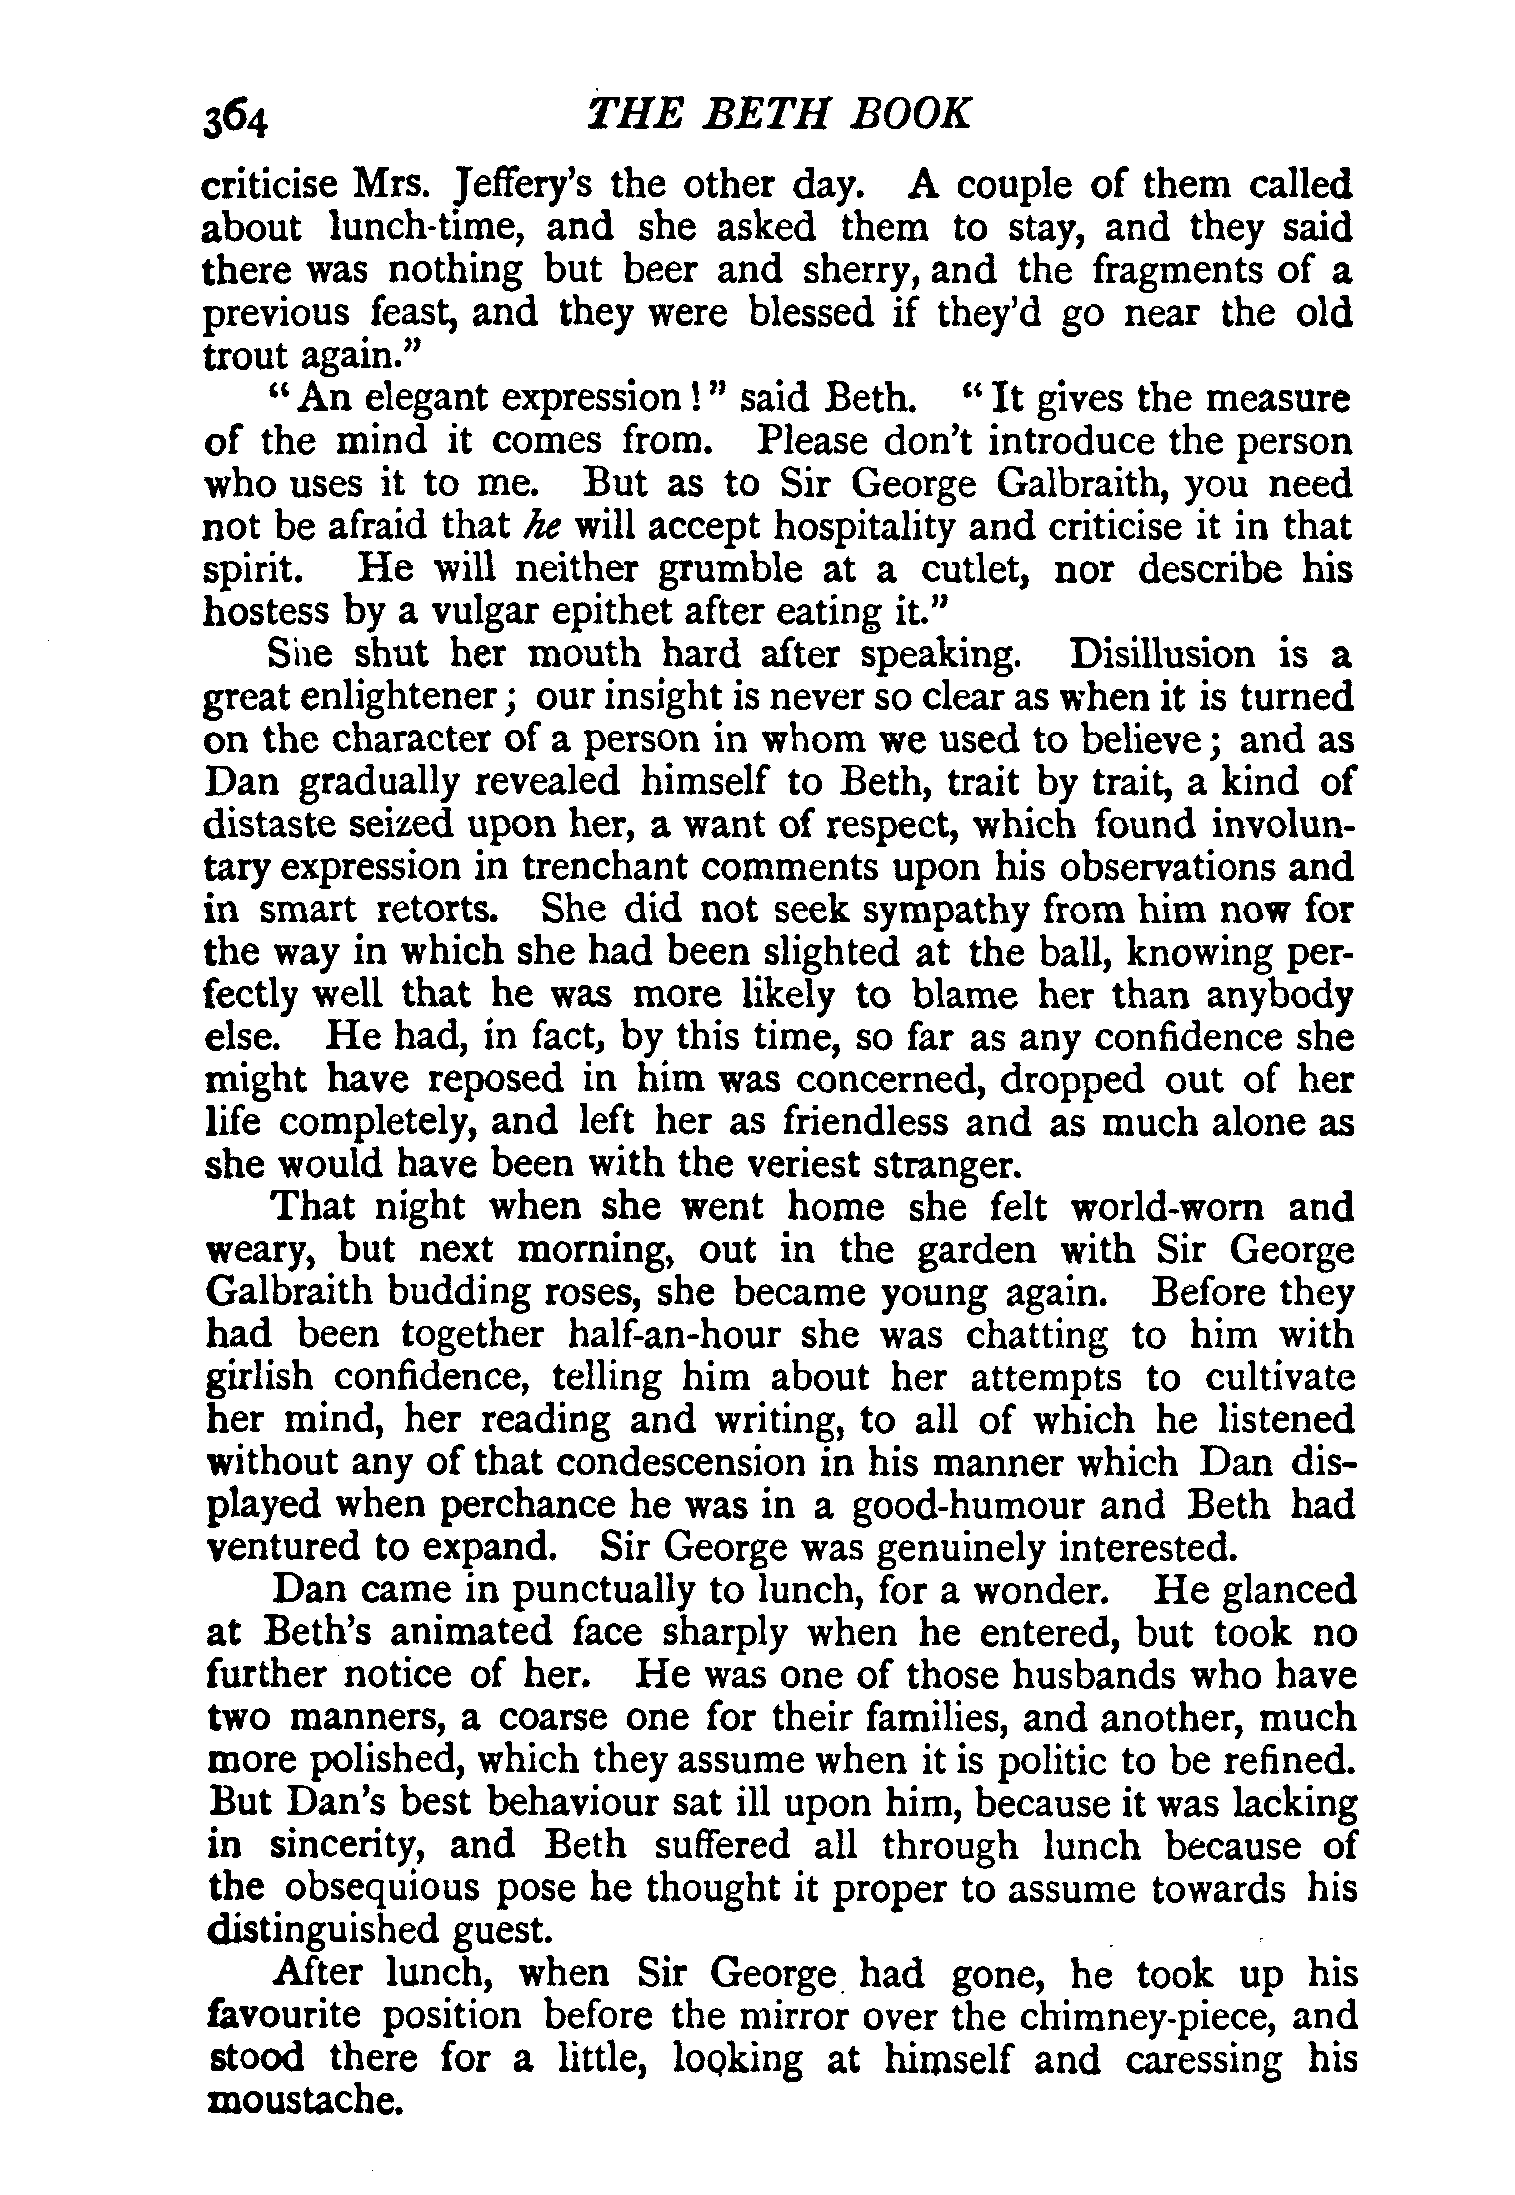 364 THE BETH BOOK
criticise Mrs. Jeffery's the other day. A couple of them called
about lunch-time, and she asked them to stay, and they said
there was nothing but beer and sherry, and the fragments of a
previous feast, and they were blessed if they'd go near the old
trout again."
"An elegant expression!" said Beth. "It gives the measure
of the mind it comes from. Please don't introduce the person
who uses it to me. But as to Sir George Galbraith, you need
not be afraid that he will accept hospitality and criticise it in that
spirit. He will neither grumble at a cutlet, nor describe his
hostess by a vulgar epithet after eating it."
She shut her mouth hard after speaking. Disillusion is a
great enlightener; our insight is never so clear as when it is turned
on the character of a person in whom we used to believe; and as
Dan gradually revealed himself to Beth, trait by trait, a kind of
distaste seized upon her, a want of respect, which found involun-
tary expression in trenchant comments upon his observations and
in smart retorts. She did not seek sympathy from him now for
the way in which she had been slighted at the ball, knowing per-
fectly well that he was more likely to blame her than anybody
else. He had, in fact, by this time, so far as any confidence she
might have reposed in him was concerned, dropped out of her
life completely, and left her as friendless and as much alone as
she would have been with the veriest stranger.
That night when she went home she felt world-worn and
weary, but next morning, out in the garden with Sir George
Galbraith budding roses, she became young again. Before they
had been together half-an-hour she was chatting to him with
girlish confidence, telling him about her attempts to cultivate
her mind, her reading and writing, to all of which he listened
without any of that condescension in his manner which Dan dis-
played when perchance he was in a good-humour and Beth had
ventured to expand. Sir George was genuinely interested.
Dan came in punctually to lunch, for a wonder. He glanced
at Beth's animated face sharply when he entered, but took no
further notice of her. He was one of those husbands who have
two manners, a coarse one for their families, and another, much
more polished, which they assume when it is politic to be refined.
But Dan's best behaviour sat ill upon him, because it was lacking
in sincerity, and Beth suffered all through lunch because of
the obsequious pose he thought it proper to assume towards his
distinguished guest.
After lunch, when Sir George had gone, he took up his
favourite position before the mirror over the chimney-piece, and
stood there for a little, looking at himself and caressing his
moustache.